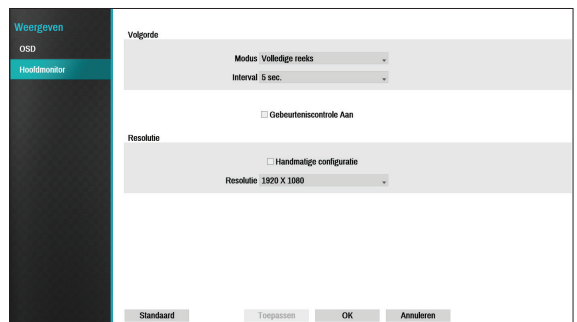 Weergeven
OSD
Hoofdmonitor
Volgorde
Modus Volledige reeks
Interval 5 sec.
Gebeurteniscontrole Aan
Resolutie
Handmatige configuratie
Resolutie 1920 X 1080
Standaard Toepassen OK Annuleren